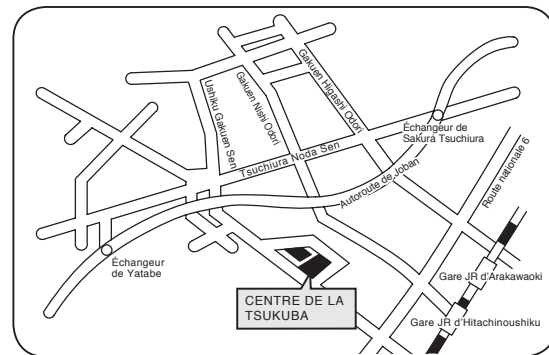 Gakuen Higashi Odori
Gakuen Nishi Odori
Ushiku Gakuen Sen
Échangeur de
Sakura Tsuchiura
Tsuchiura Noda Sen
Autoroute de Joban
Route nationale 6
Échangeur
de Yatabe
Gare JR d'Arakawaoki
CENTRE DE LA
TSUKUBA
Gare JR d'Hitachinoushiku